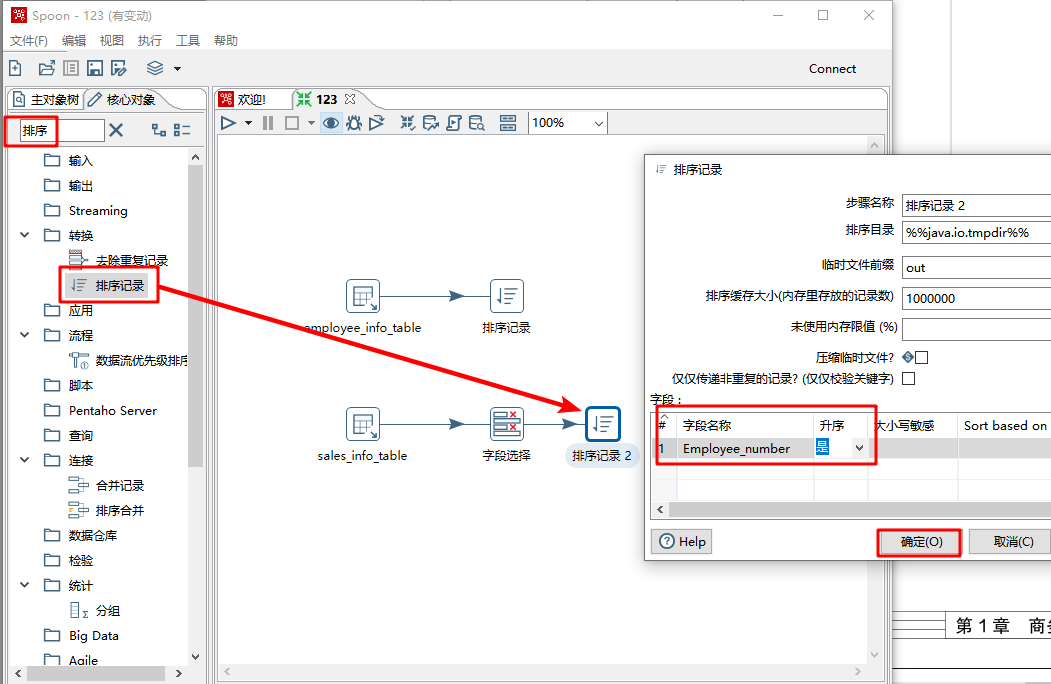 Spoon - 123 (有变动)
文件(F) 编辑 视图 执行 工具 帮助
Connect
主对象树 核心对象
欢迎! 123
排序
100%
输入
输出
Streaming
转换
去除重复记录
排序记录
应用
流程
数据流优先级排序
脚本
Pentaho Server
查询
连接
合并记录
排序合并
数据仓库
检验
统计
分组
Big Data
Agile
employee_info_table
排序记录
sales_info_table
字段选择
排序记录 2
排序记录
步骤名称 排序记录 2
排序目录 %%java.io.tmpdir%%
临时文件前缀 out
排序缓存大小(内存里存放的记录数) 1000000
未使用内存限值 (%)
压缩临时文件?
仅仅传递非重复的记录? (仅仅校验关键字)
字段 :
# 字段名称 升序 大小写敏感 Sort based on
1 Employee_number 是
Help 确定(O) 取消(C)
第 1 章 商